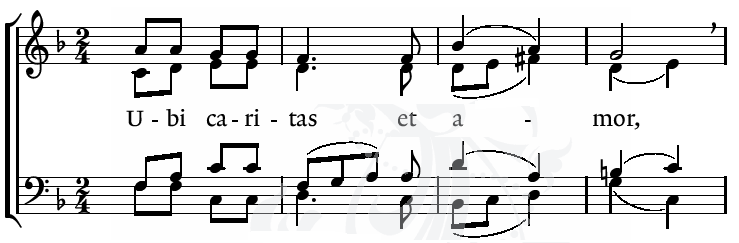 U - bi ca - ri - tas et a - mor,